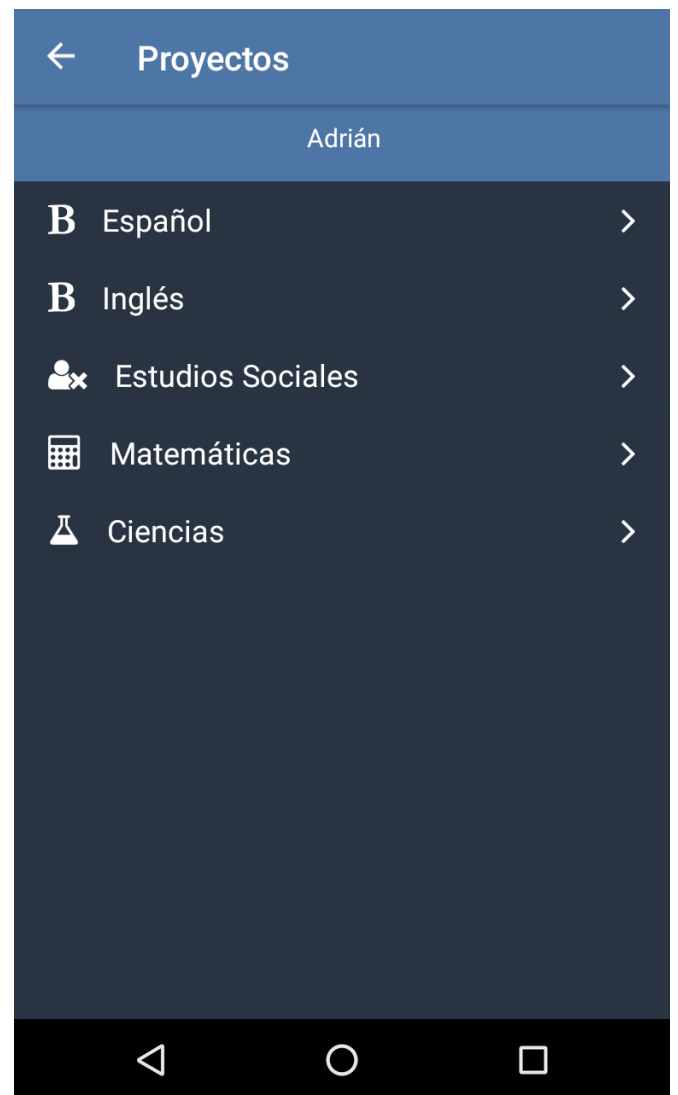 Proyectos
Adrián
B Español
B Inglés
Estudios Sociales
Matemáticas
Ciencias